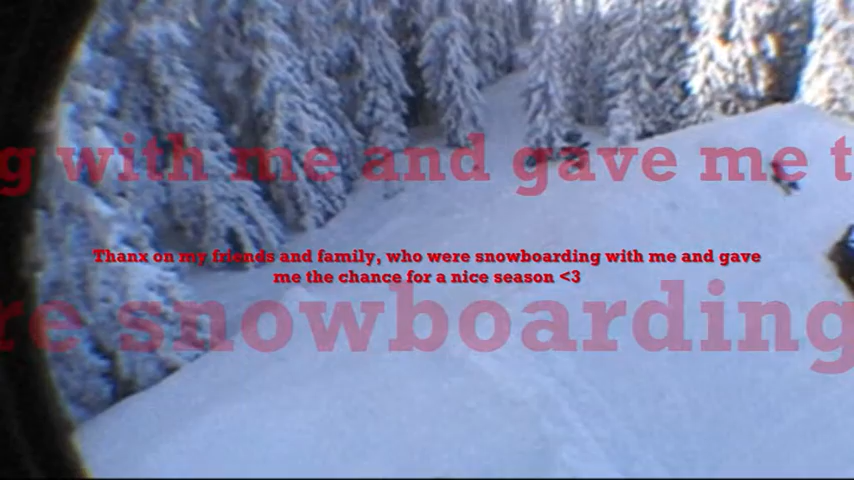 g with me and gave me t
Thanx on my friends and family, who were snowboarding with me and gave
me the chance for a nice season <3
re snowboarding